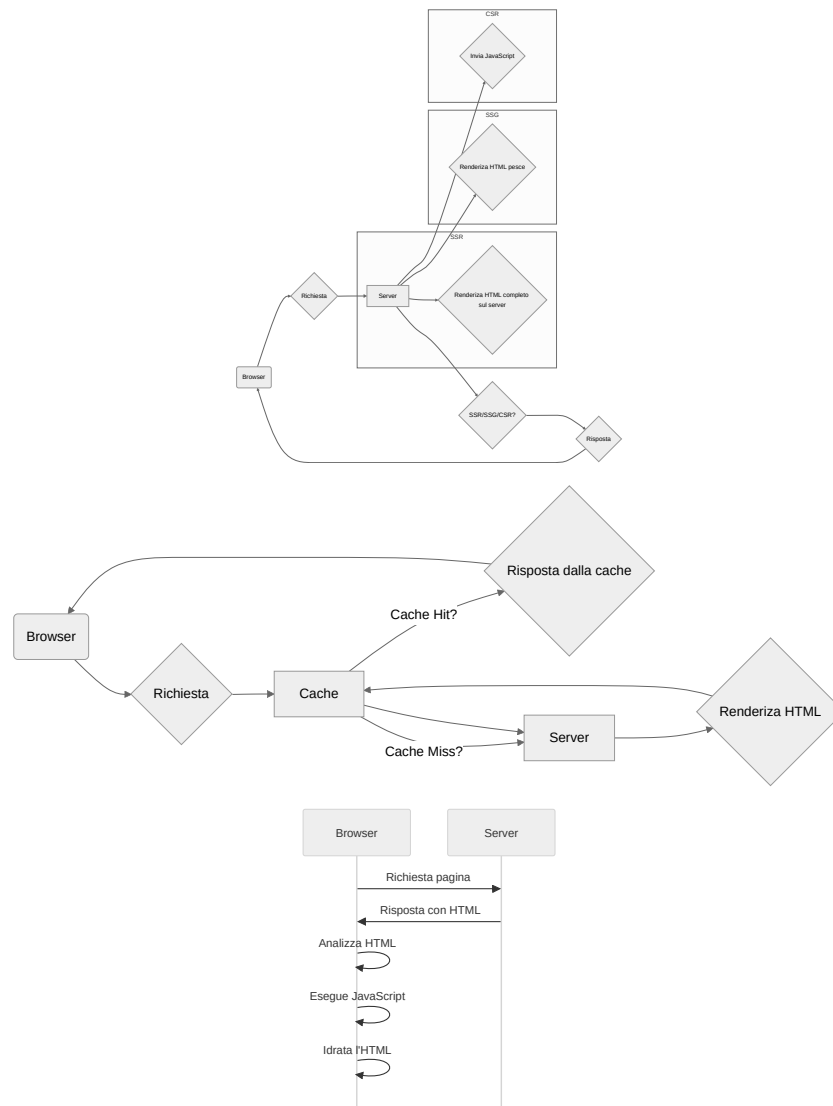 CSR
Invia JavaScript
SSG
Renderiza HTML pesce
SSR
Richiesta
Server
Renderiza HTML completo
sul server
Browser
SSR/SSG/CSR?
Risposta
Risposta dalla cache
Cache Hit?
Browser
Richiesta
Cache
Renderiza HTML
Server
Cache Miss?
Browser
Server
Richiesta pagina
Risposta con HTML
Analizza HTML
Esegue JavaScript
Idrata l'HTML